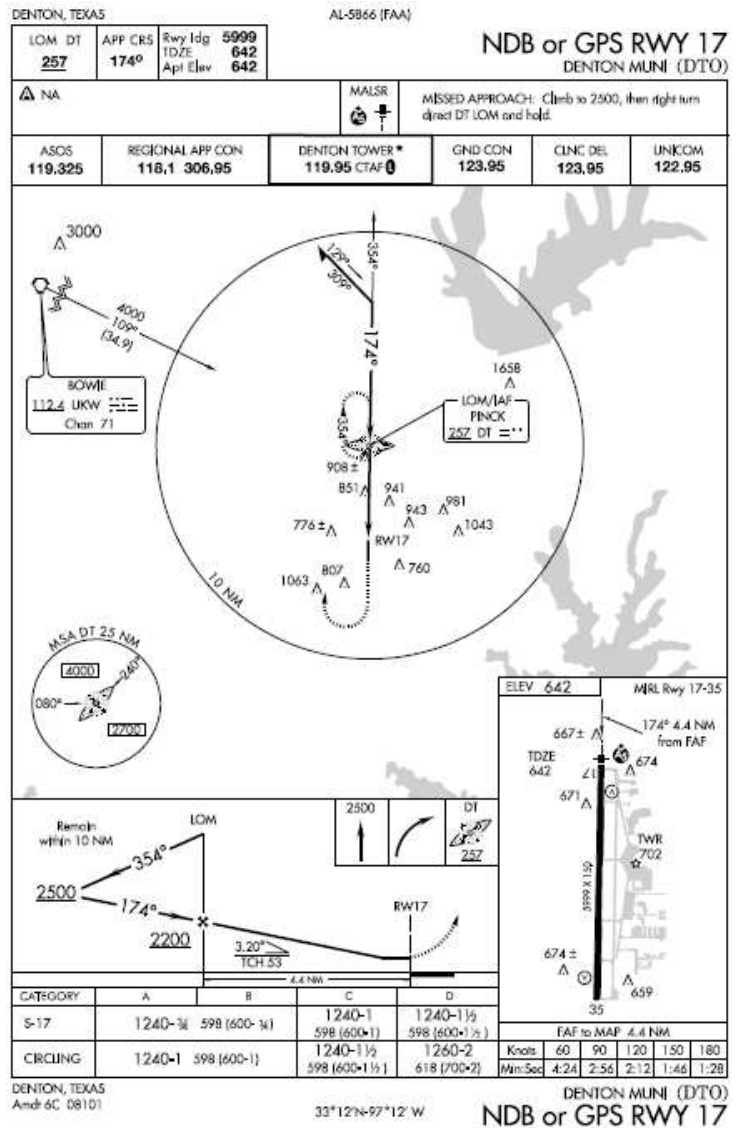 DENTON, TEXAS
AL-5866 (FAA)
LOM DT
257
APP CRS
174°
Rwy ldg 5999
TDZE 642
Apt Elev 642
NDB or GPS RWY 17
DENTON MUNI (DTO)
A NA
MALSR
MISSED APPROACH: Climb to 2500, then right turn
direct DT LOM and hold.
ASOS
119.325
REGIONAL APP CON
118.1 306.95
DENTON TOWER*
119.95 CTAF L
GND CON
123.95
CLNC DEL
123.95
UNICOM
122.95
3000
4000
109°
(34.9)
BOWIE
112.4 UKW
Chan 71
129°
309°
354°
174°
1658
LOM/IAF
PINCK
257 DT
354°
908 ±
851
941
943
981
1043
776 ±
RW17
760
807
1063
10 NM
MSA DT 25 NM
4000
240°
080°
2700
ELEV 642
MIRL Rwy 17-35
174° 4.4 NM
from FAF
667 ±
TDZE
642
17
674
671
TWR
702
5999 X 150
674 ±
659
35
Remain
within 10 NM
LOM
354°
2500
174°
2200
3.20°
TCH 53
4.4 NM
RW17
2500
DT
257
CATEGORY A B C D
S-17 1240-¾ 598 (600-¾) 1240-1 598 (600-1) 1240-1½ 598 (600-1½)
CIRCLING 1240-1 598 (600-1) 1240-1½ 598 (600-1½) 1260-2 618 (700-2)
FAF to MAP 4.4 NM
Knots 60 90 120 150 180
Min:Sec 4:24 2:56 2:12 1:46 1:28
DENTON, TEXAS
Amdt 6C 08101
33°12'N-97°12' W
DENTON MUNI (DTO)
NDB or GPS RWY 17